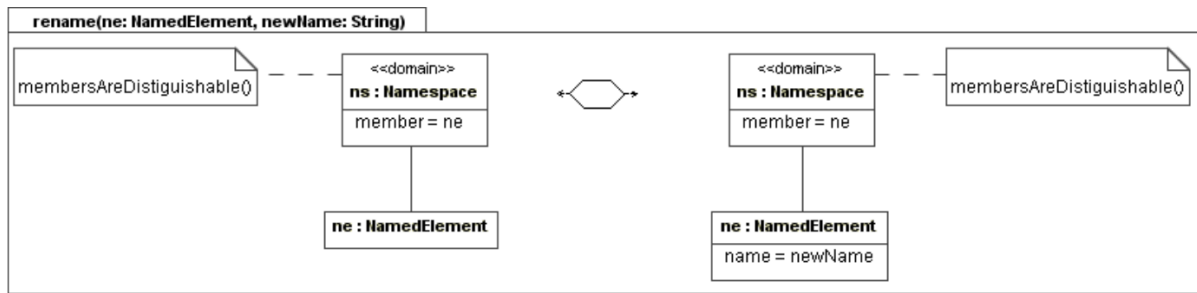 rename(ne: NamedElement, newName: String)
membersAreDistiguishable()
<<domain>>
ns : Namespace
member = ne
ne : NamedElement
<<domain>>
ns : Namespace
member = ne
ne : NamedElement
name = newName
membersAreDistiguishable()